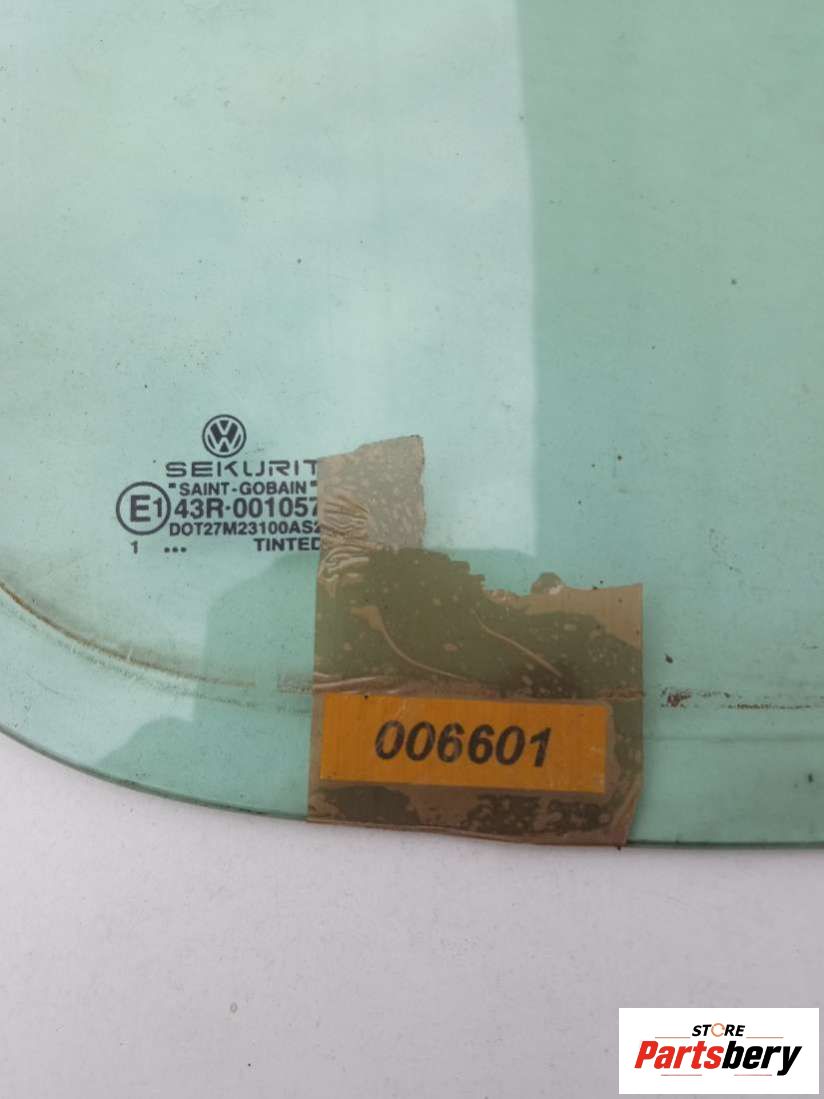 SEKURIT
"SAINT-GOBAIN"
E1 43R-001057
DOT27M23100AS2
1 ... TINTED
006601
STORE
Partsbery